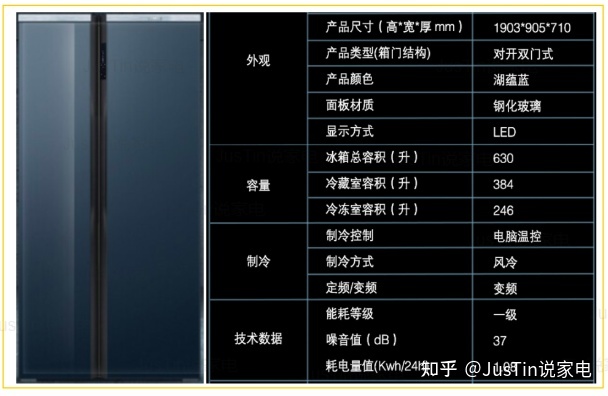 外观
产品尺寸（高*宽*厚mm） 1903*905*710
产品类型(箱门结构) 对开双门式
产品颜色 湖蕴蓝
面板材质 钢化玻璃
显示方式 LED
容量
冰箱总容积（升） 630
冷藏室容积（升） 384
冷冻室容积（升） 246
制冷
制冷控制 电脑温控
制冷方式 风冷
定频/变频 变频
技术数据
能耗等级 一级
噪音值（dB） 37
耗电量值(Kwh/24H)
知乎 @JusTin说家电